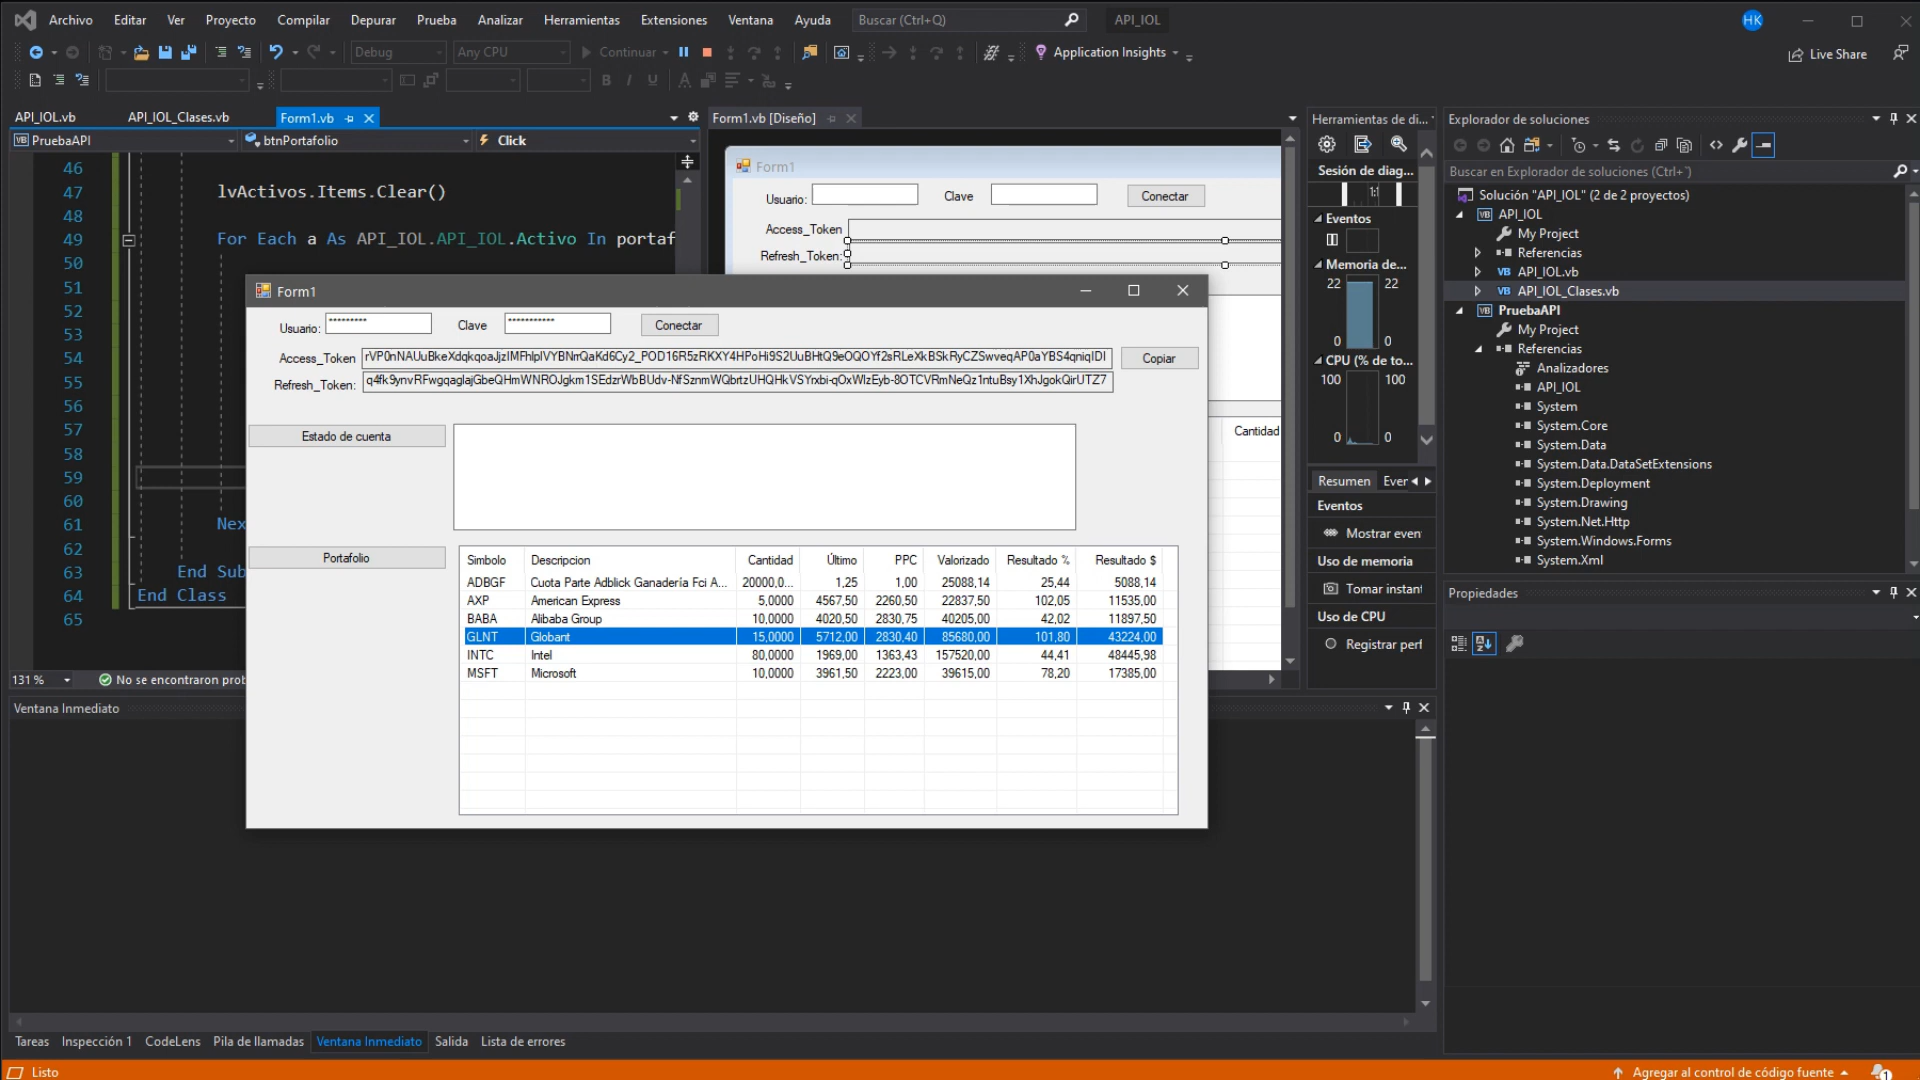 Archivo Editar Ver Proyecto Compilar Depurar Prueba Analizar Herramientas Extensiones Ventana Ayuda Buscar (Ctrl+Q) API_IOL HK
Debug Any CPU Continuar Application Insights Live Share
API_IOL.vb API_IOL_Clases.vb Form1.vb Form1.vb [Diseño]
PruebaAPI btnPortafolio Click
46
47 lvActivos.Items.Clear()
48
49 For Each a As API_IOL.API_IOL.Activo In portaf
50
51
52
53
54
55
56
57
58
59
60
61 Nex
62
63 End Sub
64 End Class
65
131 % No se encontraron prob
Form1
Usuario: Clave Conectar
Access_Token
Refresh_Token:
Cantidad
Form1
Usuario: ********* Clave *********** Conectar
Access_Token
Copiar
Refresh_Token:
Estado de cuenta
Portafolio
Simbolo Descripcion Cantidad Último PPC Valorizado Resultado % Resultado $
ADBGF Cuota Parte Adblick Ganadería Fci A... 20000,0... 1,25 1,00 25088,14 25,44 5088,14
AXP American Express 5,0000 4567,50 2260,50 22837,50 102,05 11535,00
BABA Alibaba Group 10,0000 4020,50 2830,75 40205,00 42,02 11897,50
GLNT Globant 15,0000 5712,00 2830,40 85680,00 101,80 43224,00
INTC Intel 80,0000 1969,00 1363,43 157520,00 44,41 48445,98
MSFT Microsoft 10,0000 3961,50 2223,00 39615,00 78,20 17385,00
Herramientas de di...
Sesión de diag...
1:1
Eventos
Memoria de...
22 22
0 0
CPU (% de to...
100 100
0 0
Resumen Ever
Eventos
Mostrar even
Uso de memoria
Tomar instant
Uso de CPU
Registrar perf
Explorador de soluciones
Buscar en Explorador de soluciones (Ctrl+¨)
Solución "API_IOL" (2 de 2 proyectos)
API_IOL
My Project
Referencias
VB API_IOL.vb
VB API_IOL_Clases.vb
PruebaAPI
My Project
Referencias
Analizadores
API_IOL
System
System.Core
System.Data
System.Data.DataSetExtensions
System.Deployment
System.Drawing
System.Net.Http
System.Windows.Forms
System.Xml
Propiedades
Ventana Inmediato
Tareas Inspección 1 CodeLens Pila de llamadas Ventana Inmediato Salida Lista de errores
Listo Agregar al control de código fuente 1